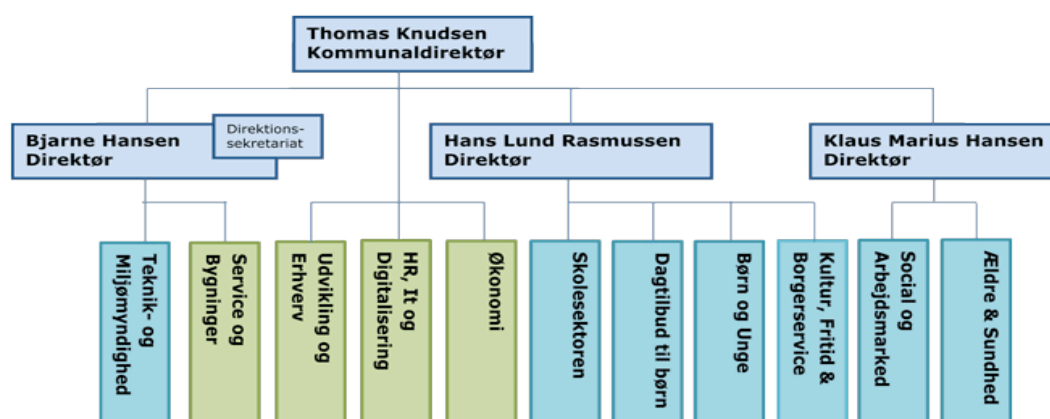 Thomas Knudsen
Kommunaldirektør
Bjarne Hansen
Direktør
Direktions-
sekretariat
Hans Lund Rasmussen
Direktør
Klaus Marius Hansen
Direktør
Teknik- og
Miljømyndighed
Service og
Bygninger
Udvikling og
Erhverv
HR, It og
Digitalisering
Økonomi
Skolesektoren
Dagtilbud til børn
Børn og Unge
Kultur, Fritid &
Borgerservice
Social og
Arbejdsmarked
Ældre & Sundhed